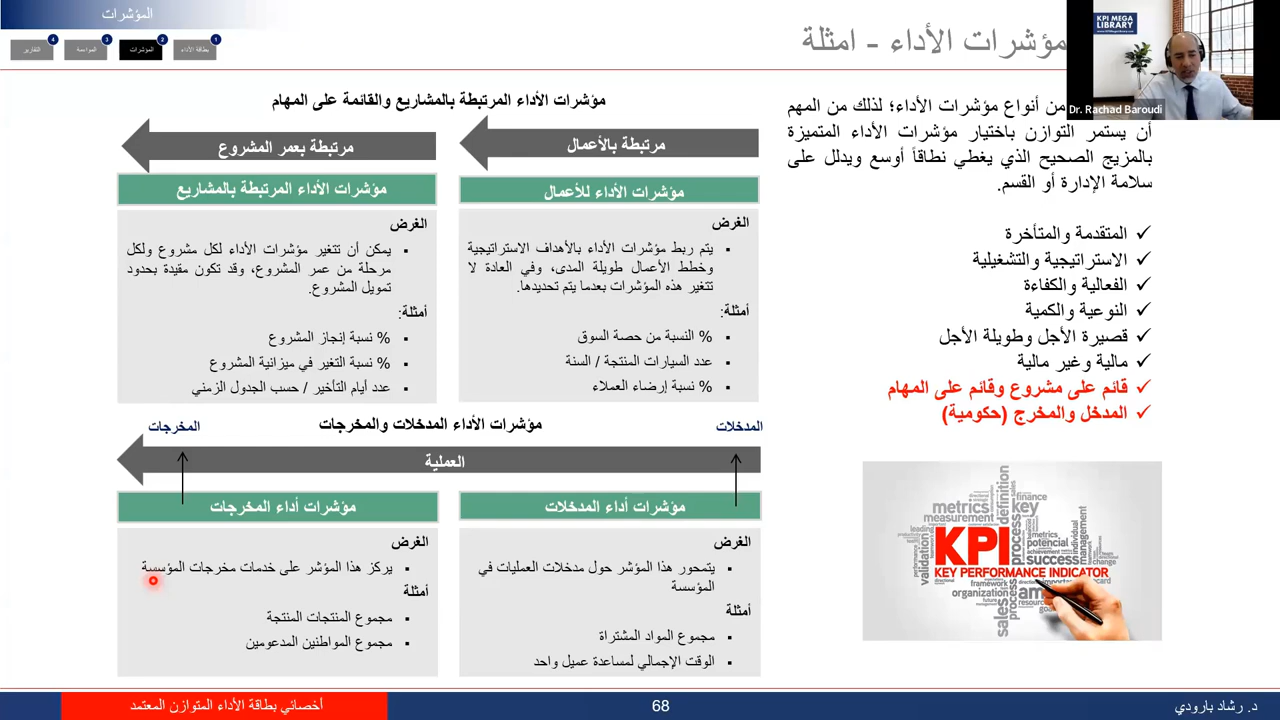 المؤشرات
1
بطاقة الأداء
2
المؤشرات
3
المواءمة
4
التقارير
مؤشرات الأداء - امثلة
KPI MEGA
LIBRARY
Dr. Rachad Baroudi
من أنواع مؤشرات الأداء؛ لذلك من المهم
أن يستمر التوازن باختيار مؤشرات الأداء المتميزة
بالمزيج الصحيح الذي يغطي نطاقاً أوسع ويدلل على
سلامة الإدارة أو القسم.
✓ المتقدمة والمتأخرة
✓ الاستراتيجية والتشغيلية
✓ الفعالية والكفاءة
✓ النوعية والكمية
✓ قصيرة الأجل وطويلة الأجل
✓ مالية وغير مالية
✓ قائم على مشروع وقائم على المهام
✓ المدخل والمخرج (حكومية)
مؤشرات الأداء المرتبطة بالمشاريع والقائمة على المهام
مرتبطة بالأعمال
مؤشرات الأداء للأعمال
الغرض
▪ يتم ربط مؤشرات الأداء بالأهداف الاستراتيجية
وخطط الأعمال طويلة المدى، وفي العادة لا
تتغير هذه المؤشرات بعدما يتم تحديدها.
أمثلة:
▪ % النسبة من حصة السوق
▪ عدد السيارات المنتجة / السنة
▪ % نسبة إرضاء العملاء
مرتبطة بعمر المشروع
مؤشرات الأداء المرتبطة بالمشاريع
الغرض
▪ يمكن أن تتغير مؤشرات الأداء لكل مشروع ولكل
مرحلة من عمر المشروع، وقد تكون مقيدة بحدود
تمويل المشروع.
أمثلة:
▪ % نسبة إنجاز المشروع
▪ % نسبة التغير في ميزانية المشروع
▪ عدد أيام التأخير / حسب الجدول الزمني
مؤشرات الأداء المدخلات والمخرجات
المدخلات
المخرجات
العملية
مؤشرات أداء المدخلات
الغرض
▪ يتمحور هذا المؤشر حول مدخلات العمليات في
المؤسسة
أمثلة
▪ مجموع المواد المشتراة
▪ الوقت الإجمالي لمساعدة عميل واحد
مؤشرات أداء المخرجات
الغرض
المؤشر على خدمات مخرجات المؤسسة
أمثلة
▪ مجموع المنتجات المنتجة
▪ مجموع المواطنين المدعومين
definition
finance
metrics
key
measurement
process
validation
metrics
potential
achievement
success
individual
management
KPI
KEY PERFORMANCE INDICATOR
framework
organization
sales
process
د. رشاد بارودي
68
أخصائي بطاقة الأداء المتوازن المعتمد